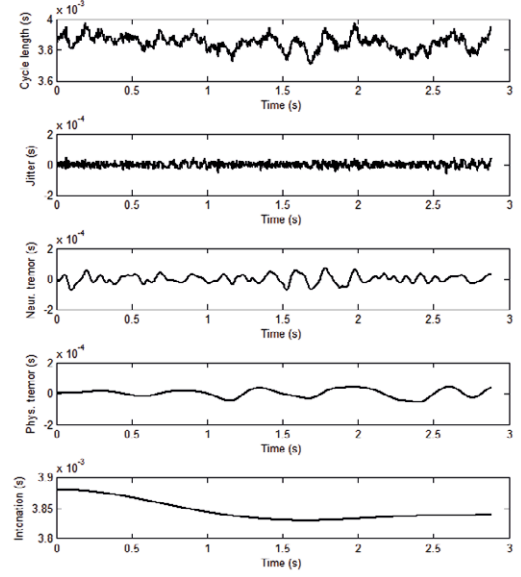 x 10⁻³
4
3.8
3.6
Cycle length (s)
0 0.5 1 1.5 2 2.5 3
Time (s)
x 10⁻⁴
2
0
-2
Jitter (s)
0 0.5 1 1.5 2 2.5 3
Time (s)
x 10⁻⁴
2
0
-2
Neur. tremor (s)
0 0.5 1 1.5 2 2.5 3
Time (s)
x 10⁻⁴
2
0
-2
Phys. tremor (s)
0 0.5 1 1.5 2 2.5 3
Time (s)
x 10⁻³
3.9
3.85
3.8
Intonation (s)
0 0.5 1 1.5 2 2.5 3
Time (s)